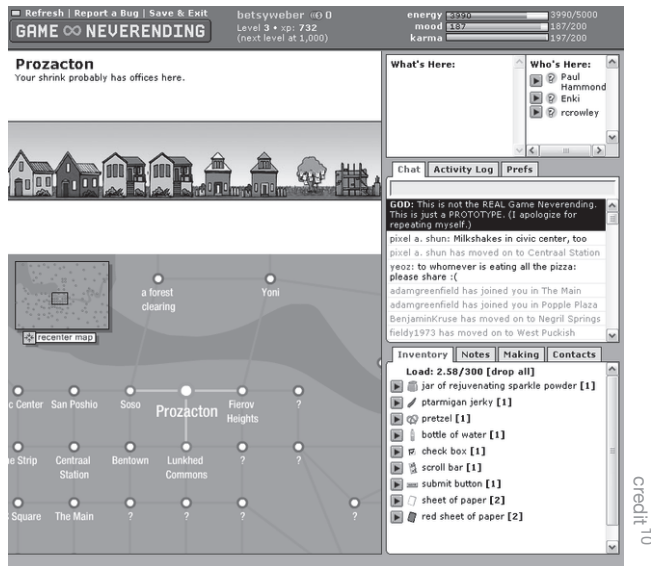 Refresh | Report a Bug | Save & Exit
GAME ∞ NEVERENDING
betsyweber 0
Level 3 • xp: 732
(next level at 1,000)
energy 3990 3990/5000
mood 187 187/200
karma 197/200
Prozacton
Your shrink probably has offices here.
What's Here:
Who's Here:
Paul
Hammond
Enki
rcrowley
Chat Activity Log Prefs
GOD: This is not the REAL Game Neverending.
This is just a PROTOTYPE. (I apologize for
repeating myself.)
pixel a. shun: Milkshakes in civic center, too
pixel a. shun has moved on to Centraal Station
yeoz: to whomever is eating all the pizza:
please share :(
adamgreenfield has joined you in The Main
adamgreenfield has joined you in Popple Plaza
BenjaminKruse has moved on to Negril Springs
fieldy1973 has moved on to West Puckish
recenter map
a forest
clearing
Yoni
c Center San Poshio Soso Prozacton Fierov
Heights ?
e Strip Centraal
Station Bentown Lunkhed
Commons ? ?
Square The Main ? ? ? ?
Inventory Notes Making Contacts
Load: 2.58/300 [drop all]
jar of rejuvenating sparkle powder [1]
ptarmigan jerky [1]
pretzel [1]
bottle of water [1]
check box [1]
scroll bar [1]
submit button [1]
sheet of paper [2]
red sheet of paper [2]
credit 10